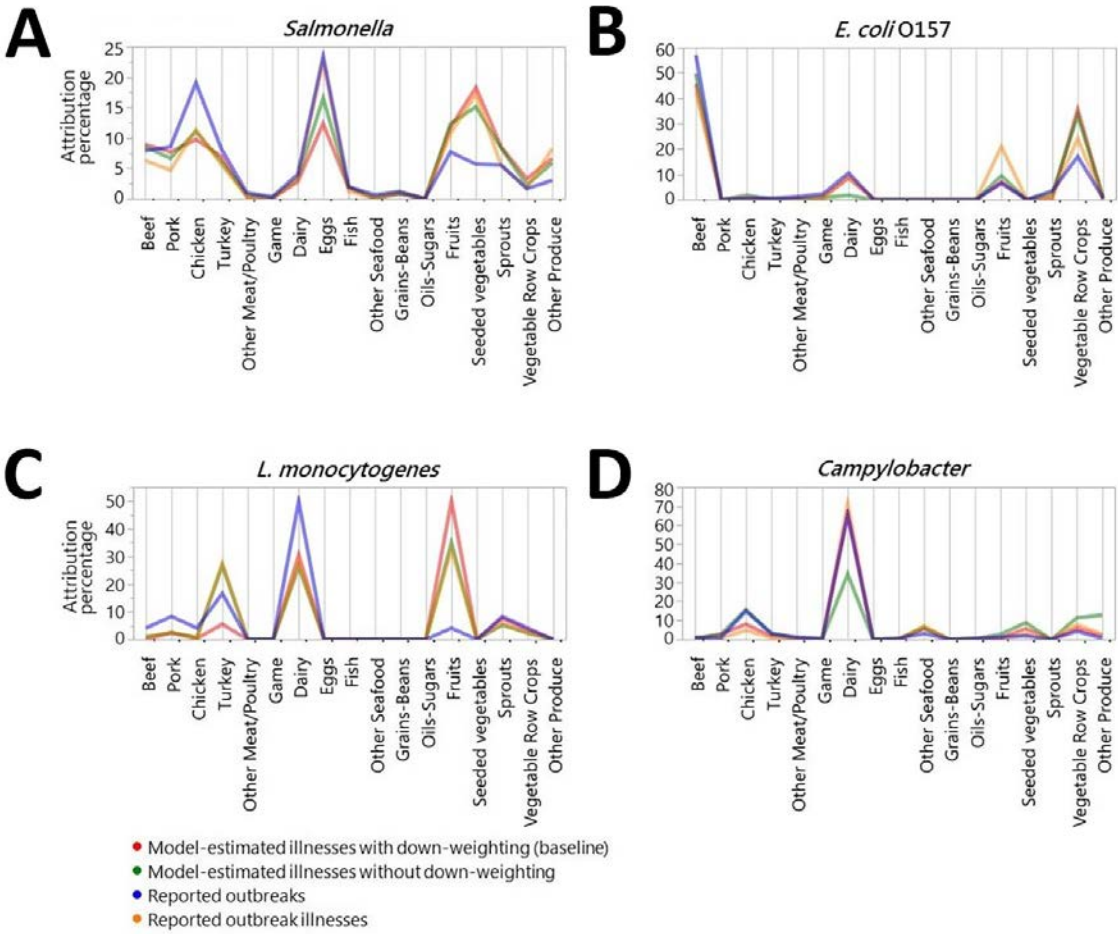 A
Salmonella
Attribution
percentage
25
20
15
10
5
0
Beef
Pork
Chicken
Turkey
Other Meat/Poultry
Game
Dairy
Eggs
Fish
Other Seafood
Grains-Beans
Oils-Sugars
Fruits
Seeded vegetables
Sprouts
Vegetable Row Crops
Other Produce
B
E. coli O157
60
50
40
30
20
10
0
Beef
Pork
Chicken
Turkey
Other Meat/Poultry
Game
Dairy
Eggs
Fish
Other Seafood
Grains-Beans
Oils-Sugars
Fruits
Seeded vegetables
Sprouts
Vegetable Row Crops
Other Produce
C
L. monocytogenes
Attribution
percentage
50
40
30
20
10
0
Beef
Pork
Chicken
Turkey
Other Meat/Poultry
Game
Dairy
Eggs
Fish
Other Seafood
Grains-Beans
Oils-Sugars
Fruits
Seeded vegetables
Sprouts
Vegetable Row Crops
Other Produce
D
Campylobacter
80
70
60
50
40
30
20
10
0
Beef
Pork
Chicken
Turkey
Other Meat/Poultry
Game
Dairy
Eggs
Fish
Other Seafood
Grains-Beans
Oils-Sugars
Fruits
Seeded vegetables
Sprouts
Vegetable Row Crops
Other Produce
Model-estimated illnesses with down-weighting (baseline)
Model-estimated illnesses without down-weighting
Reported outbreaks
Reported outbreak illnesses